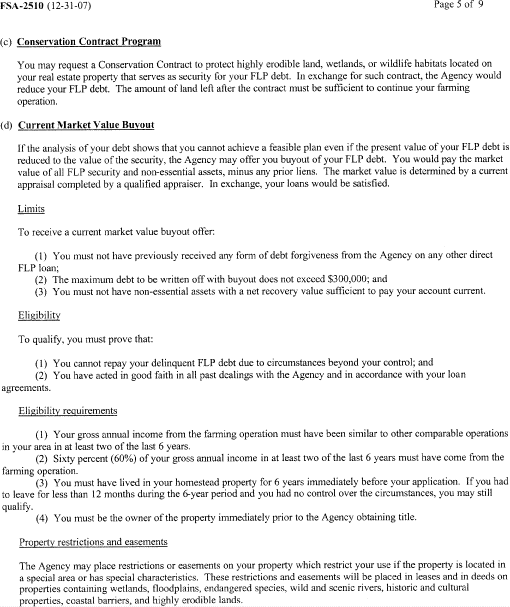 FSA-2510 (12-31-07) Page 5 of 9
(c) Conservation Contract Program
You may request a Conservation Contract to protect highly erodible land, wetlands, or wildlife habitats located on
your real estate property that serves as security for your FLP debt. In exchange for such contract, the Agency would
reduce your FLP debt. The amount of land left after the contract must be sufficient to continue your farming
operation.
(d) Current Market Value Buyout
If the analysis of your debt shows that you cannot achieve a feasible plan even if the present value of your FLP debt is
reduced to the value of the security, the Agency may offer you buyout of your FLP debt. You would pay the market
value of all FLP security and non-essential assets, minus any prior liens. The market value is determined by a current
appraisal completed by a qualified appraiser. In exchange, your loans would be satisfied.
Limits
To receive a current market value buyout offer:
(1) You must not have previously received any form of debt forgiveness from the Agency on any other direct
FLP loan;
(2) The maximum debt to be written off with buyout does not exceed $300,000; and
(3) You must not have non-essential assets with a net recovery value sufficient to pay your account current.
Eligibility
To qualify, you must prove that:
(1) You cannot repay your delinquent FLP debt due to circumstances beyond your control; and
(2) You have acted in good faith in all past dealings with the Agency and in accordance with your loan
agreements.
Eligibility requirements
(1) Your gross annual income from the farming operation must have been similar to other comparable operations
in your area in at least two of the last 6 years.
(2) Sixty percent (60%) of your gross annual income in at least two of the last 6 years must have come from the
farming operation.
(3) You must have lived in your homestead property for 6 years immediately before your application. If you had
to leave for less than 12 months during the 6-year period and you had no control over the circumstances, you may still
qualify.
(4) You must be the owner of the property immediately prior to the Agency obtaining title.
Property restrictions and easements
The Agency may place restrictions or easements on your property which restrict your use if the property is located in
a special area or has special characteristics. These restrictions and easements will be placed in leases and in deeds on
properties containing wetlands, floodplains, endangered species, wild and scenic rivers, historic and cultural
properties, coastal barriers, and highly erodible lands.